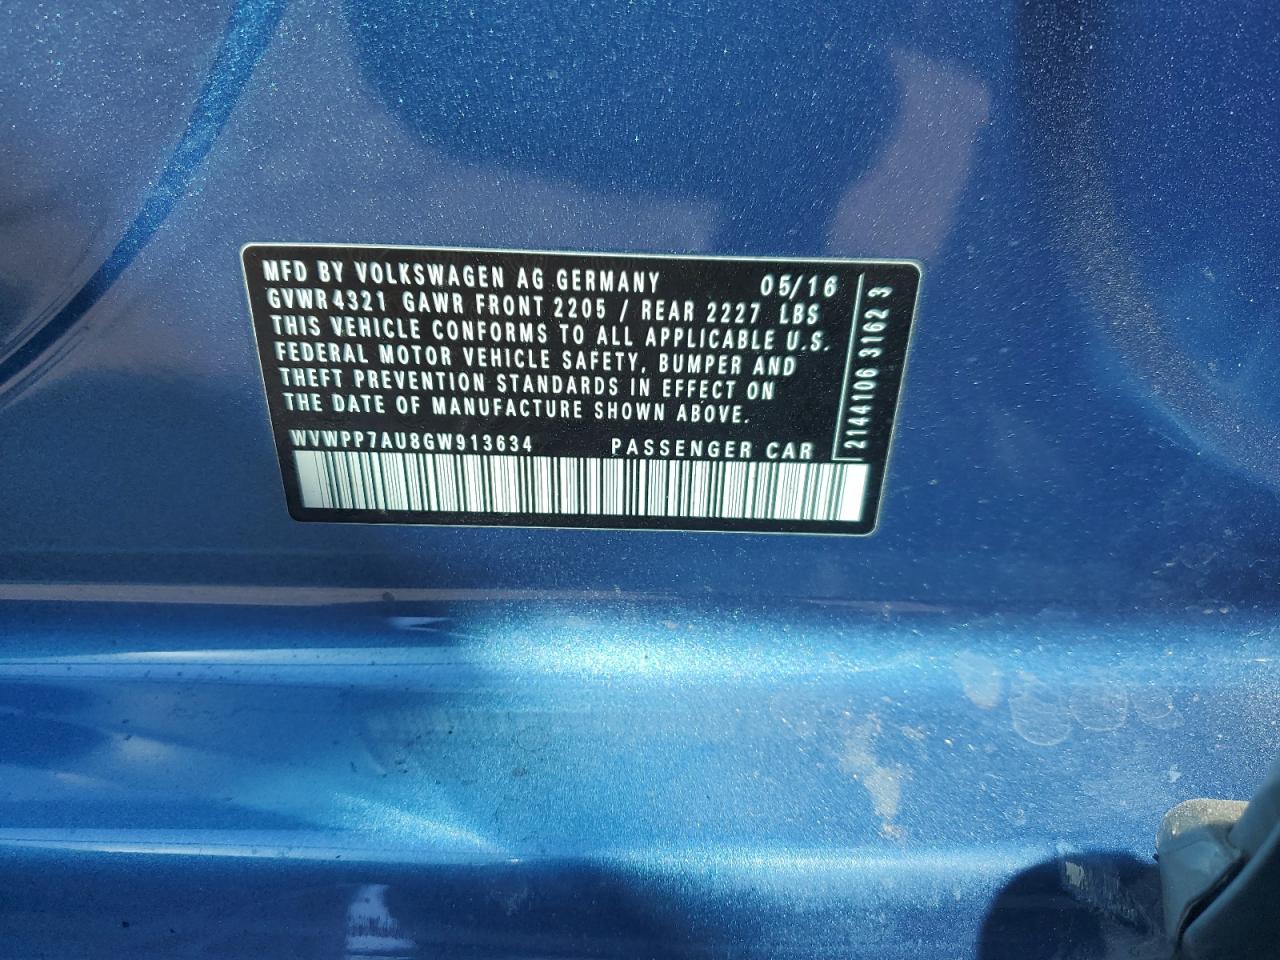 MFD BY VOLKSWAGEN AG GERMANY 05/16
GVWR 4321 GAWR FRONT 2205 / REAR 2227 LBS
THIS VEHICLE CONFORMS TO ALL APPLICABLE U.S.
FEDERAL MOTOR VEHICLE SAFETY, BUMPER AND
THEFT PREVENTION STANDARDS IN EFFECT ON
THE DATE OF MANUFACTURE SHOWN ABOVE.
WVWPP7AU8GW913634 PASSENGER CAR
2144106 3162 3